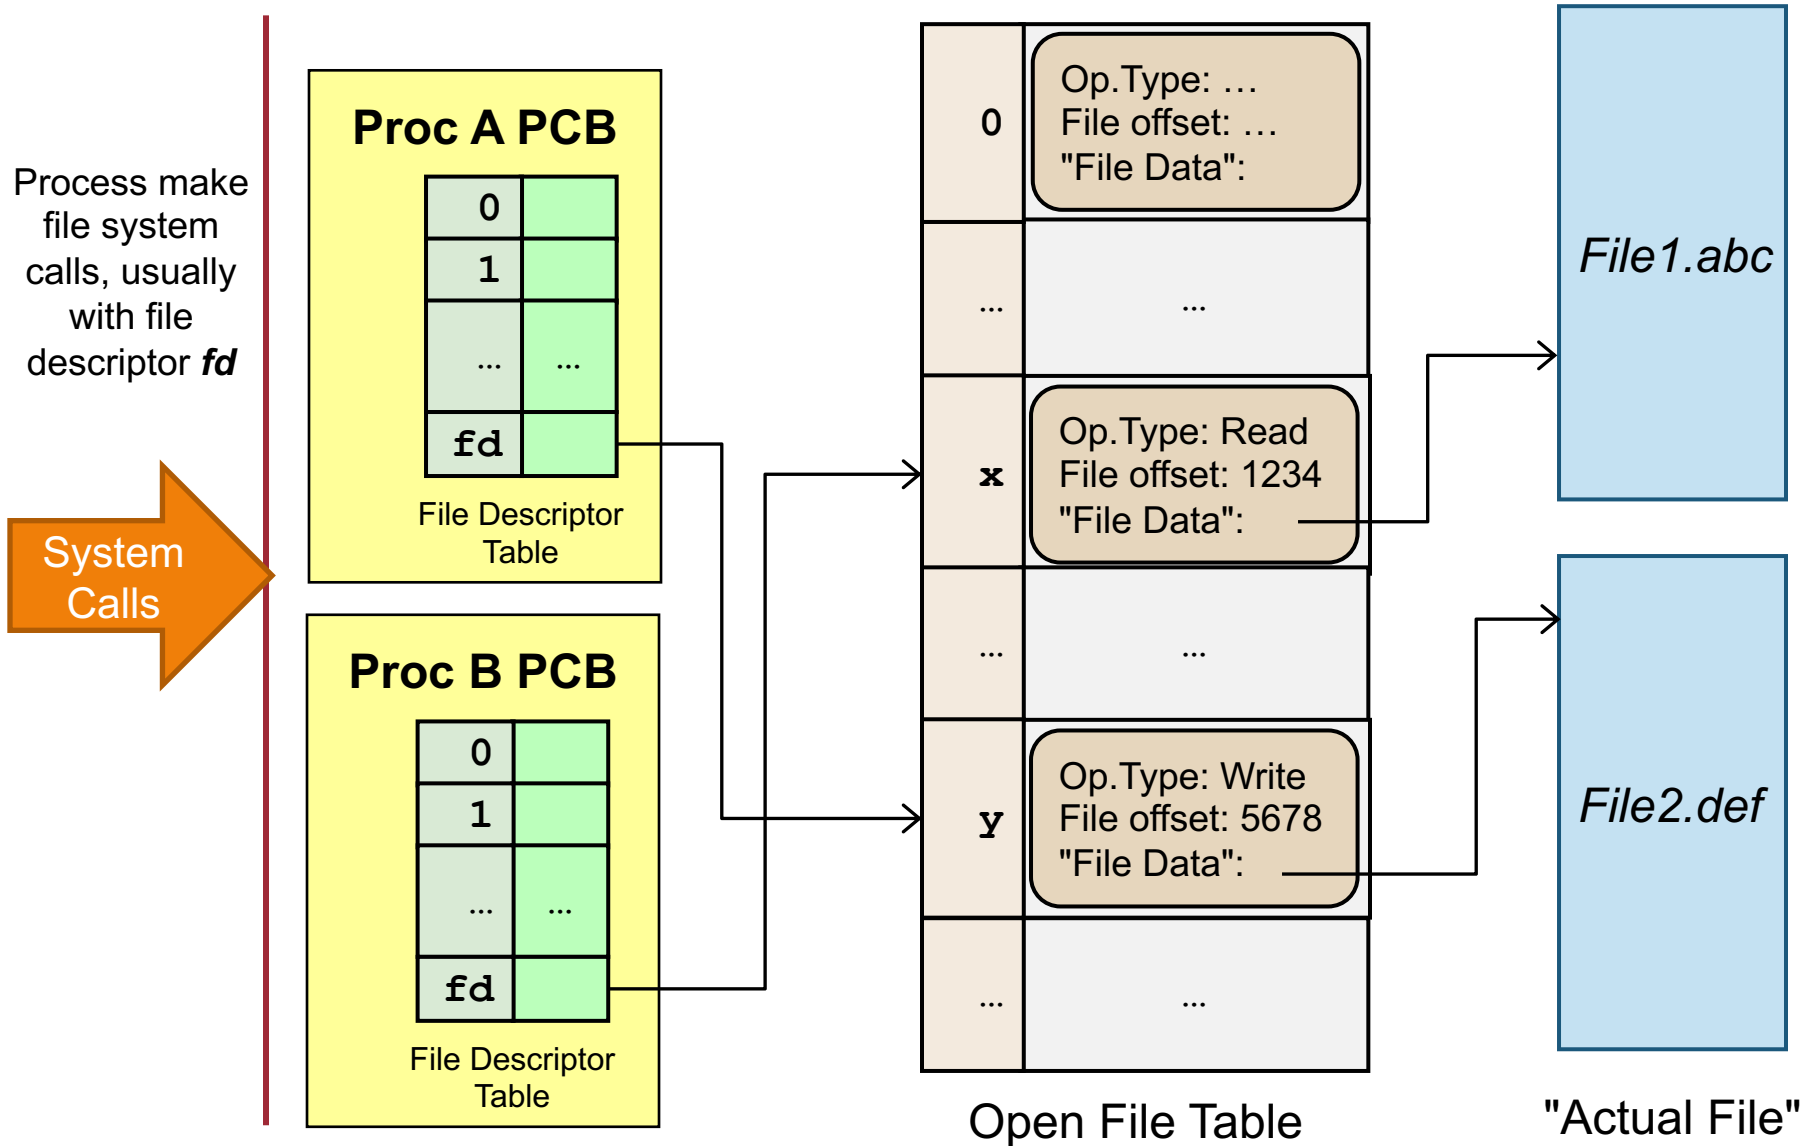 Process make
file system
calls, usually
with file
descriptor fd
System
Calls
Proc A PCB
0
1
... ...
fd
File Descriptor
Table
Proc B PCB
0
1
... ...
fd
File Descriptor
Table
0
Op.Type: ...
File offset: ...
"File Data":
... ...
x
Op.Type: Read
File offset: 1234
"File Data":
... ...
y
Op.Type: Write
File offset: 5678
"File Data":
... ...
Open File Table
File1.abc
File2.def
"Actual File"